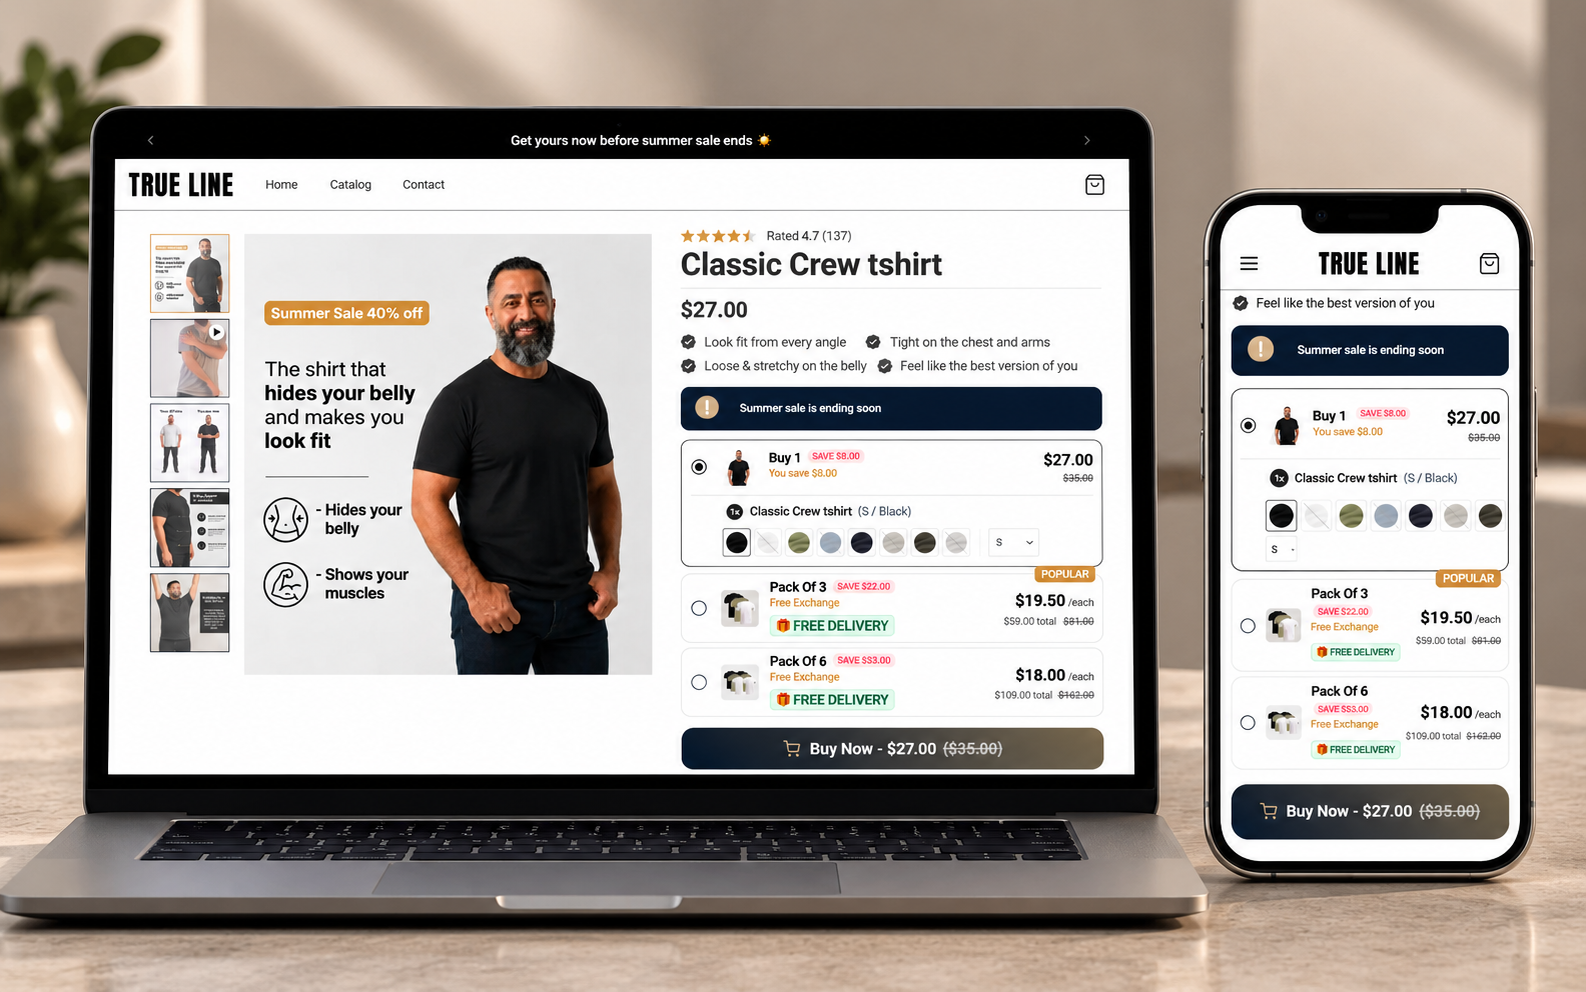 Get yours now before summer sale ends ☀️
TRUE LINE
Home
Catalog
Contact
Summer Sale 40% off
The shirt that
hides your belly
and makes you
look fit
- Hides your
belly
- Shows your
muscles
Rated 4.7 (137)
Classic Crew tshirt
$27.00
Look fit from every angle
Tight on the chest and arms
Loose & stretchy on the belly
Feel like the best version of you
!
Summer sale is ending soon
Buy 1 SAVE $8.00
You save $8.00
$27.00
$35.00
1x Classic Crew tshirt (S / Black)
S
POPULAR
Pack Of 3 SAVE $22.00
Free Exchange
🎁 FREE DELIVERY
$19.50 /each
$59.00 total $81.00
Pack Of 6 SAVE $53.00
Free Exchange
🎁 FREE DELIVERY
$18.00 /each
$109.00 total $162.00
Buy Now - $27.00 ($35.00)
TRUE LINE
Feel like the best version of you
!
Summer sale is ending soon
Buy 1 SAVE $8.00
You save $8.00
$27.00
$35.00
1x Classic Crew tshirt (S / Black)
S
POPULAR
Pack Of 3
SAVE $22.00
Free Exchange
🎁 FREE DELIVERY
$19.50 /each
$59.00 total $81.00
Pack Of 6
SAVE $53.00
Free Exchange
🎁 FREE DELIVERY
$18.00 /each
$109.00 total $162.00
Buy Now - $27.00 ($35.00)